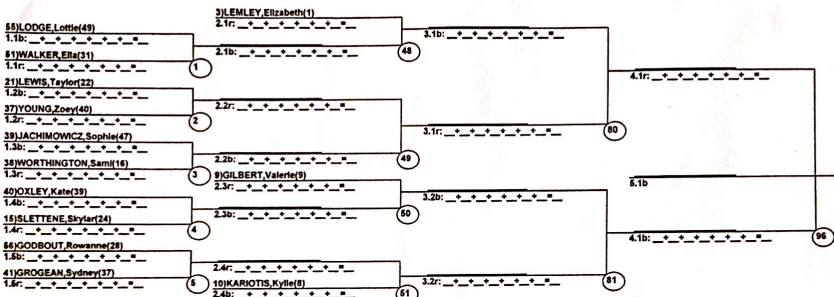 55)LODGE,Lottie(49)
1.1b: _+_+_+_+_+_=_
51)WALKER,Ella(31)
1.1r: _+_+_+_+_+_=_
1
21)LEWIS,Taylor(22)
1.2b: _+_+_+_+_+_=_
37)YOUNG,Zoey(40)
1.2r: _+_+_+_+_+_=_
2
39)JACHIMOWICZ,Sophie(47)
1.3b: _+_+_+_+_+_=_
38)WORTHINGTON,Sami(16)
1.3r: _+_+_+_+_+_=_
3
40)OXLEY,Kate(39)
1.4b: _+_+_+_+_+_=_
15)SLETTENE,Skylar(24)
1.4r: _+_+_+_+_+_=_
4
56)GODBOUT,Rowanne(28)
1.5b: _+_+_+_+_+_=_
41)GROGEAN,Sydney(37)
1.5r: _+_+_+_+_+_=_
5
3)LEMLEY,Elizabeth(1)
2.1r: _+_+_+_+_+_=_
2.1b: _+_+_+_+_+_=_
48
2.2r: _+_+_+_+_+_=_
2.2b: _+_+_+_+_+_=_
49
9)GILBERT,Valerie(9)
2.3r: _+_+_+_+_+_=_
2.3b: _+_+_+_+_+_=_
50
2.4r: _+_+_+_+_+_=_
10)KARIOTIS,Kylie(8)
2.4b: _+_+_+_+_+_=_
51
3.1b: _+_+_+_+_+_=_
3.1r: _+_+_+_+_+_=_
80
3.2b: _+_+_+_+_+_=_
3.2r: _+_+_+_+_+_=_
81
4.1r: _+_+_+_+_+_=_
4.1b: _+_+_+_+_+_=_
96
5.1b